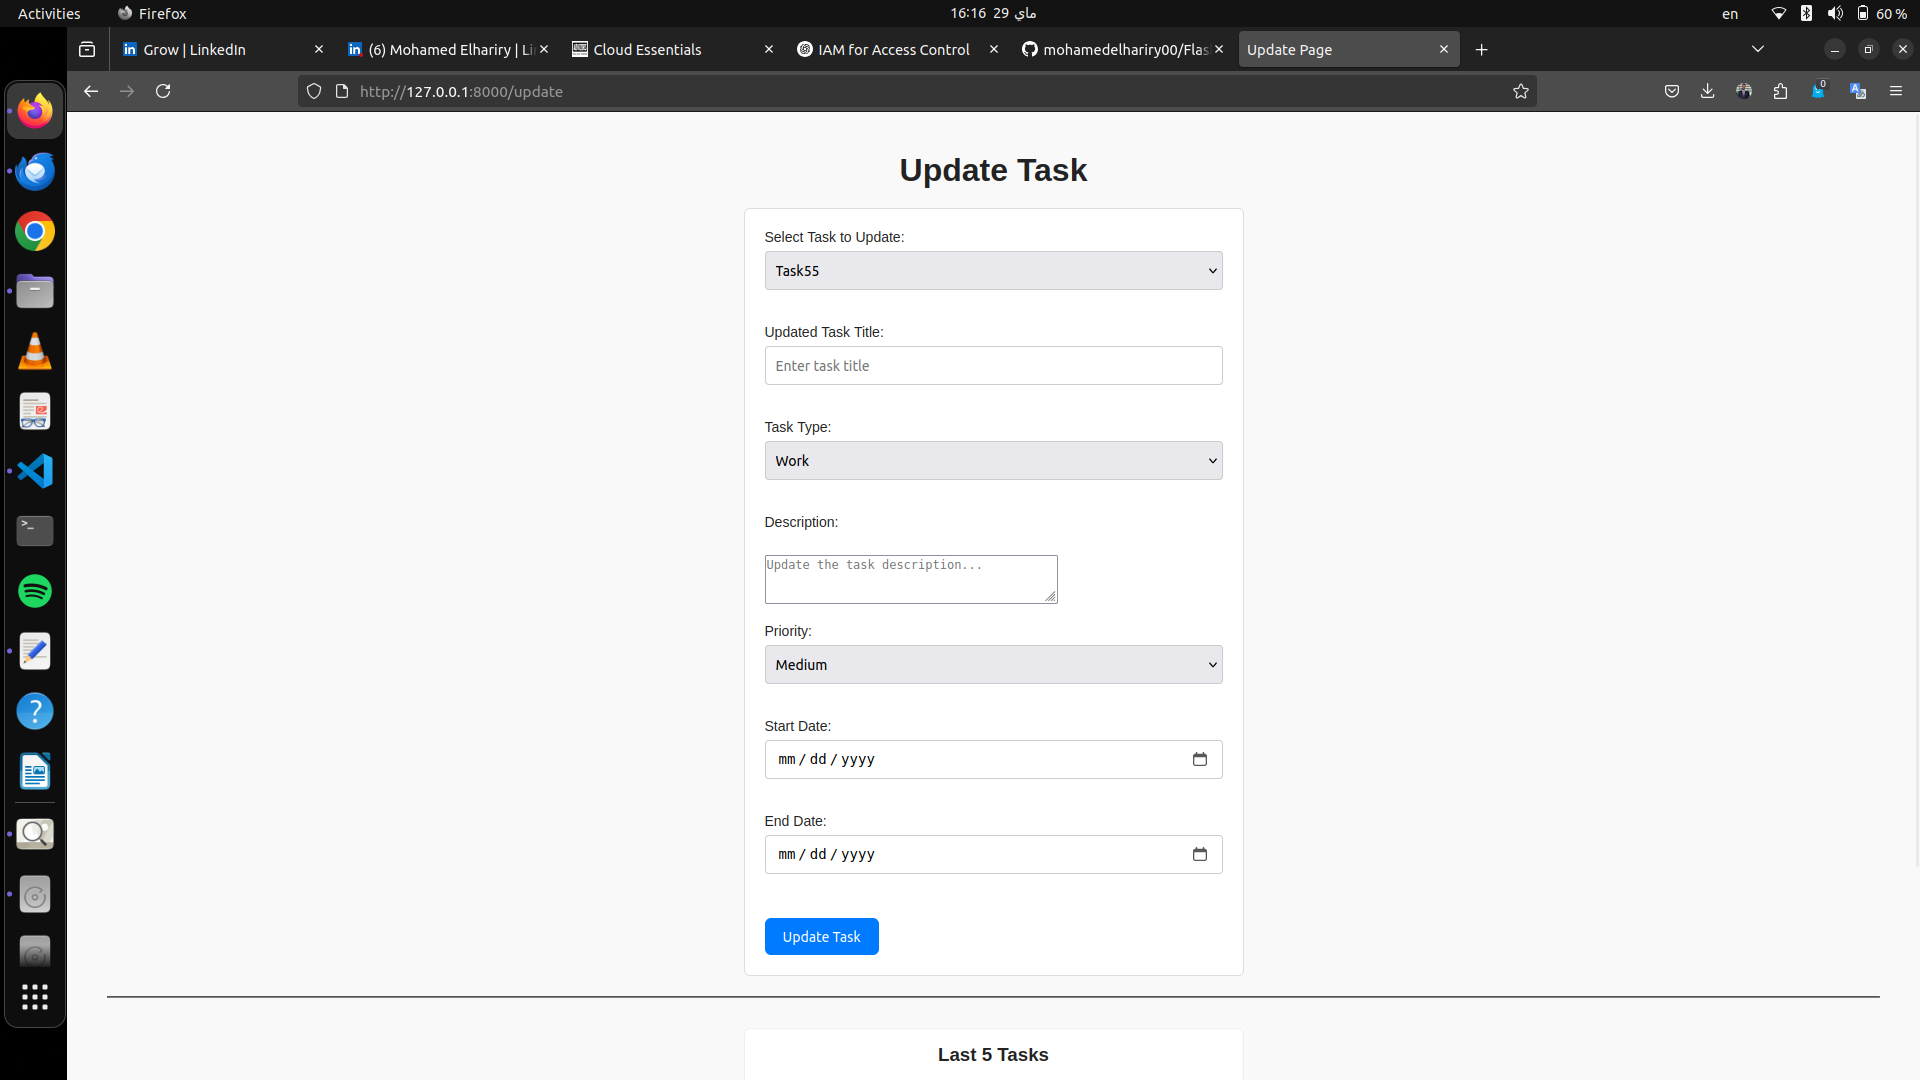 Activities
Firefox
16:16 29 ماي
en
60 %
Grow | LinkedIn
(6) Mohamed Elhariry | Li
Cloud Essentials
IAM for Access Control
mohamedelhariry00/Flas
Update Page
http://127.0.0.1:8000/update
0
Update Task
Select Task to Update:
Task55
Updated Task Title:
Enter task title
Task Type:
Work
Description:
Update the task description...
Priority:
Medium
Start Date:
mm / dd / yyyy
End Date:
mm / dd / yyyy
Update Task
Last 5 Tasks